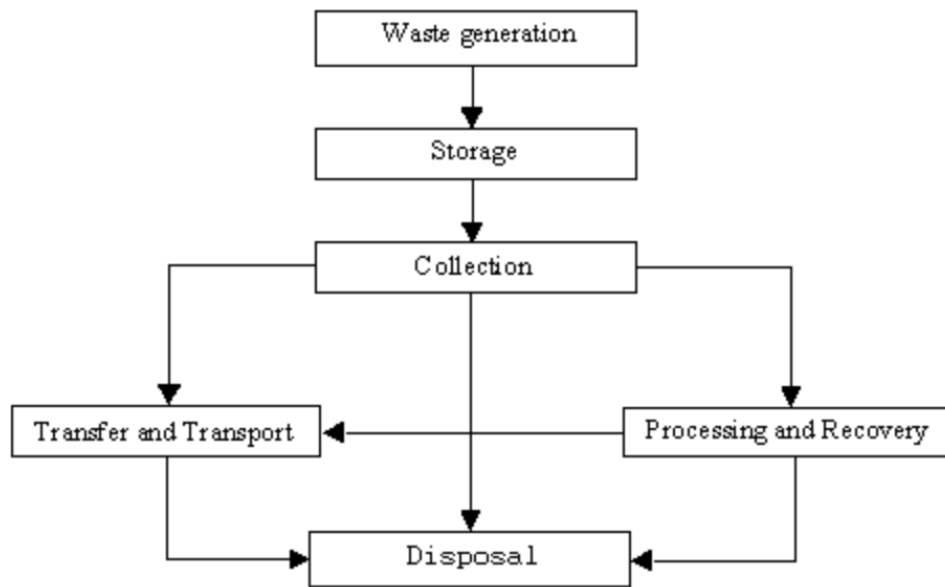 Waste generation
Storage
Collection
Transfer and Transport
Processing and Recovery
Disposal